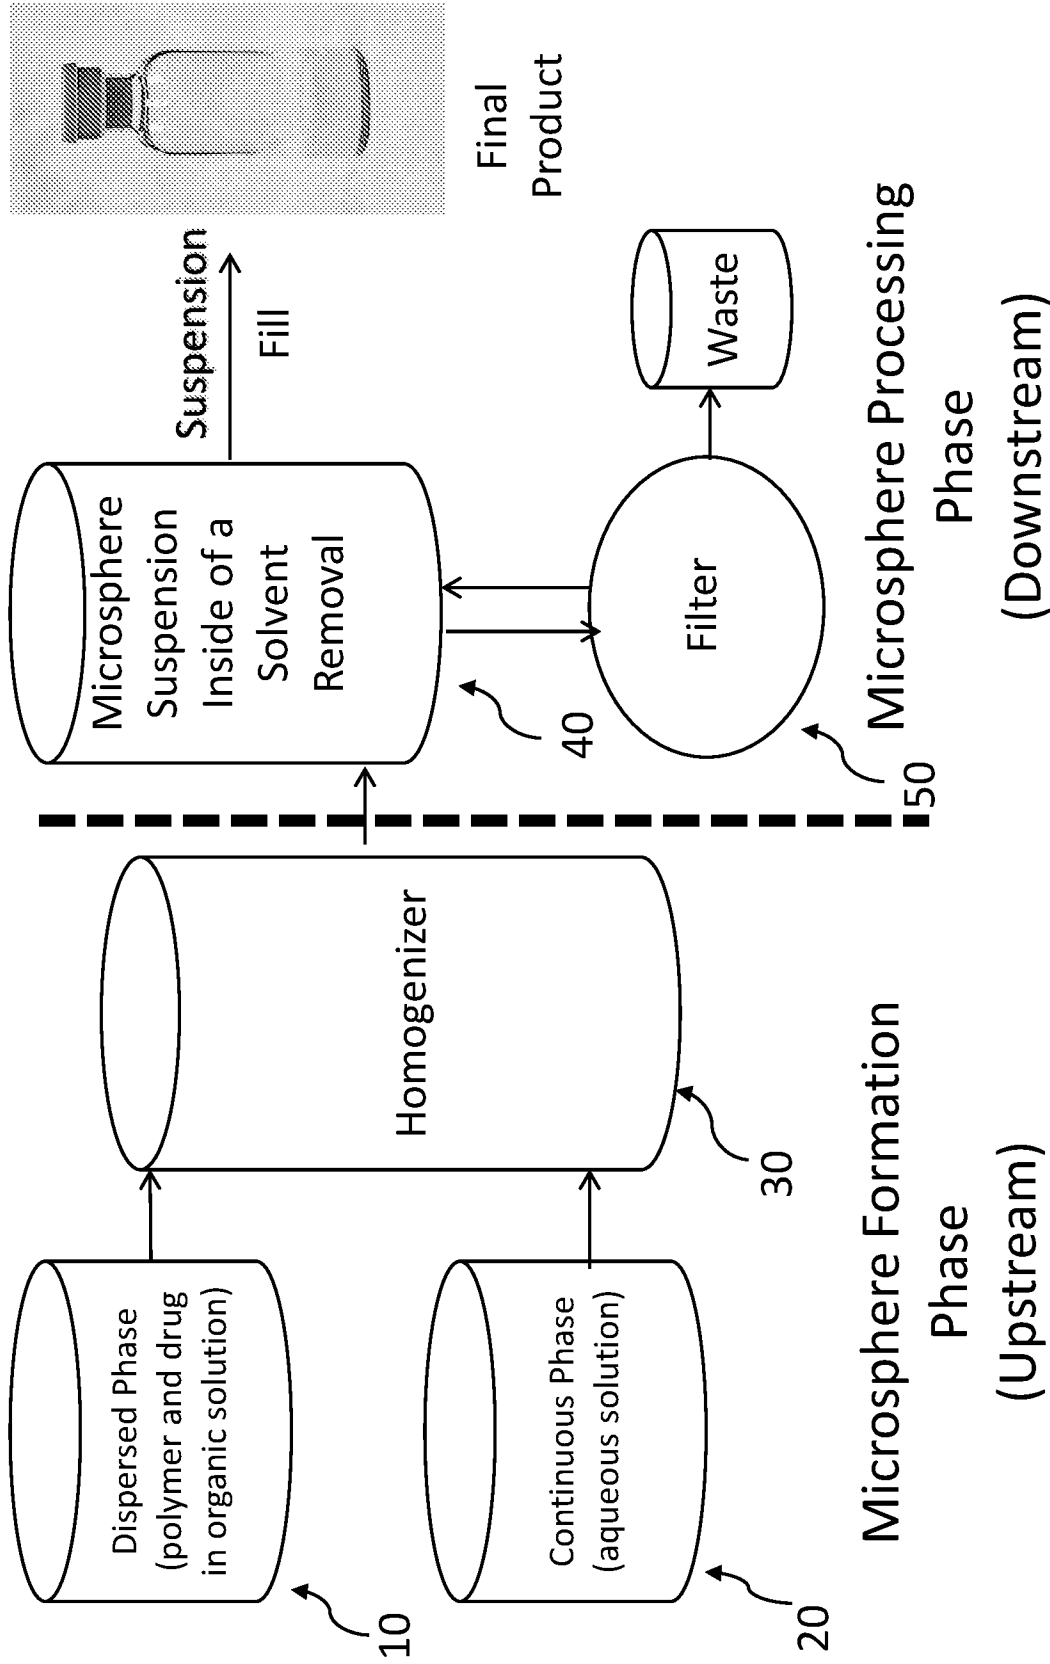 Dispersed Phase
(polymer and drug
in organic solution)
10
Continuous Phase
(aqueous solution)
20
Homogenizer
30
Microsphere Formation
Phase
(Upstream)
Microsphere
Suspension
Inside of a
Solvent
Removal
40
Filter
50
Waste
Suspension
Fill
Final
Product
Microsphere Processing
Phase
(Downstream)